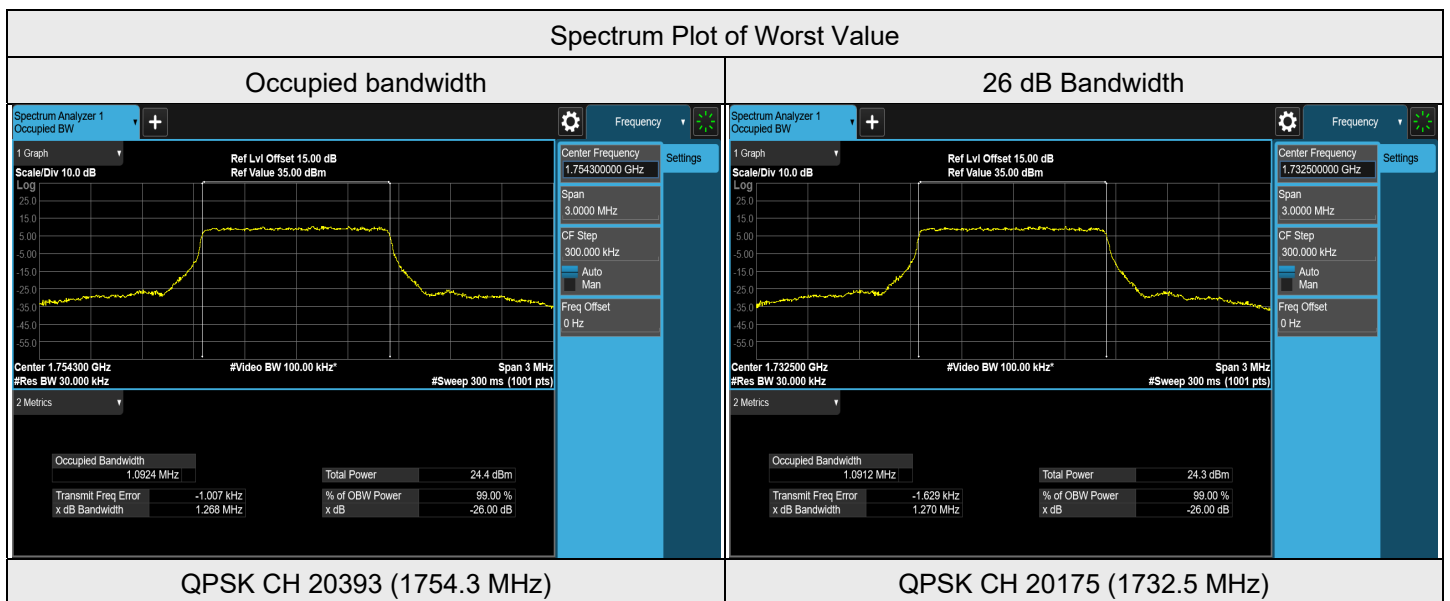 Spectrum Plot of Worst Value
Occupied bandwidth
26 dB Bandwidth
Spectrum Analyzer 1
Occupied BW
+
Frequency
1 Graph
Ref Lvl Offset 15.00 dB
Scale/Div 10.0 dB
Ref Value 35.00 dBm
Log
25.0
15.0
5.00
-5.00
-15.0
-25.0
-35.0
-45.0
-55.0
Center 1.754300 GHz
#Video BW 100.00 kHz*
Span 3 MHz
#Res BW 30.000 kHz
#Sweep 300 ms (1001 pts)
Center Frequency
1.754300000 GHz
Settings
Span
3.0000 MHz
CF Step
300.000 kHz
Auto
Man
Freq Offset
0 Hz
2 Metrics
Occupied Bandwidth
1.0924 MHz
Total Power 24.4 dBm
Transmit Freq Error -1.007 kHz
% of OBW Power 99.00 %
x dB Bandwidth 1.268 MHz
x dB -26.00 dB
Spectrum Analyzer 1
Occupied BW
+
Frequency
1 Graph
Ref Lvl Offset 15.00 dB
Scale/Div 10.0 dB
Ref Value 35.00 dBm
Log
25.0
15.0
5.00
-5.00
-15.0
-25.0
-35.0
-45.0
-55.0
Center 1.732500 GHz
#Video BW 100.00 kHz*
Span 3 MHz
#Res BW 30.000 kHz
#Sweep 300 ms (1001 pts)
Center Frequency
1.732500000 GHz
Settings
Span
3.0000 MHz
CF Step
300.000 kHz
Auto
Man
Freq Offset
0 Hz
2 Metrics
Occupied Bandwidth
1.0912 MHz
Total Power 24.3 dBm
Transmit Freq Error -1.629 kHz
% of OBW Power 99.00 %
x dB Bandwidth 1.270 MHz
x dB -26.00 dB
QPSK CH 20393 (1754.3 MHz)
QPSK CH 20175 (1732.5 MHz)